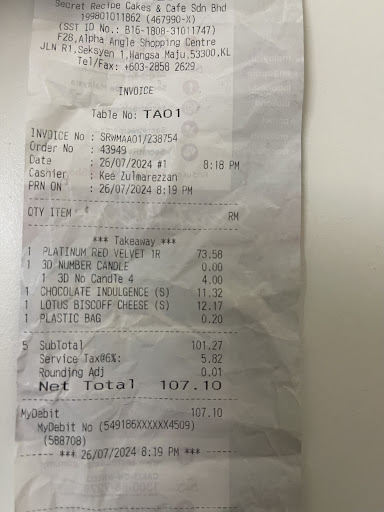 Secret Recipe Cakes & Cafe Sdn Bhd
199801011862 (467990-X)
(SST ID No.: B16-1808-31011747)
F28,Alpha Angle Shopping Centre
JLN R1,Seksyen 1,Wangsa Maju,53300,KL
Tel/Fax: +603-2858 2629
INVOICE
Table No: TA01
INVOICE No : SRWMAA01/238754
Order No : 43949
Date : 26/07/2024 #1 8:18 PM
Cashier : Kee Zulmarezzan
PRN ON : 26/07/2024 8:19 PM
QTY ITEM RM
*** Takeaway ***
1 PLATINUM RED VELVET 1R 73.58
1 3D NUMBER CANDLE 0.00
1 3D No Candle 4 4.00
1 CHOCOLATE INDULGENCE (S) 11.32
1 LOTUS BISCOFF CHEESE (S) 12.17
1 PLASTIC BAG 0.20
5 SubTotal 101.27
Service Tax@6%: 5.82
Rounding Adj 0.01
Net Total 107.10
MyDebit 107.10
MyDebit No (549186XXXXXX4509)
(588708)
*** 26/07/2024 8:19 PM ***